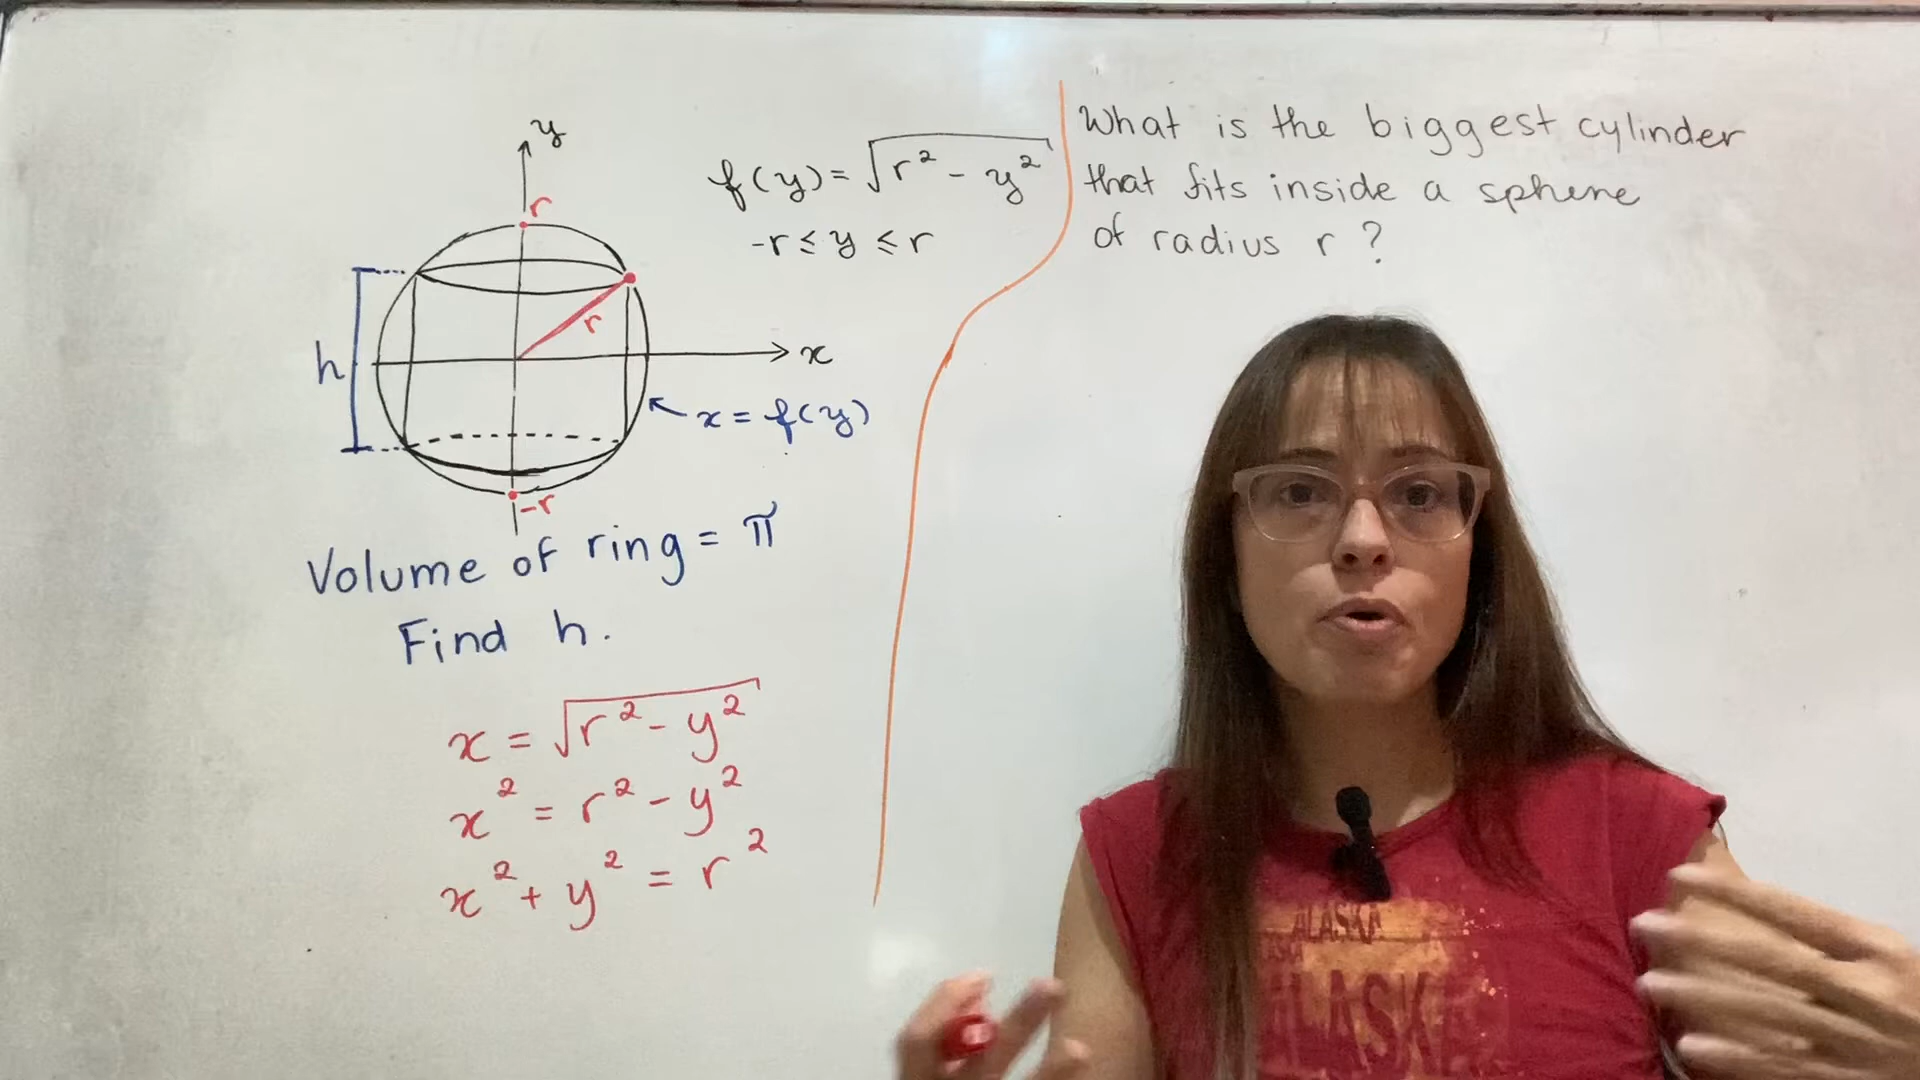 y
r
f(y) = √(r² - y²)
-r ≤ y ≤ r
r
h
x
x = f(y)
-r
Volume of ring = π
Find h.
x = √(r² - y²)
x² = r² - y²
x² + y² = r²
What is the biggest cylinder
that fits inside a sphere
of radius r ?
ALASKA
ALASKA